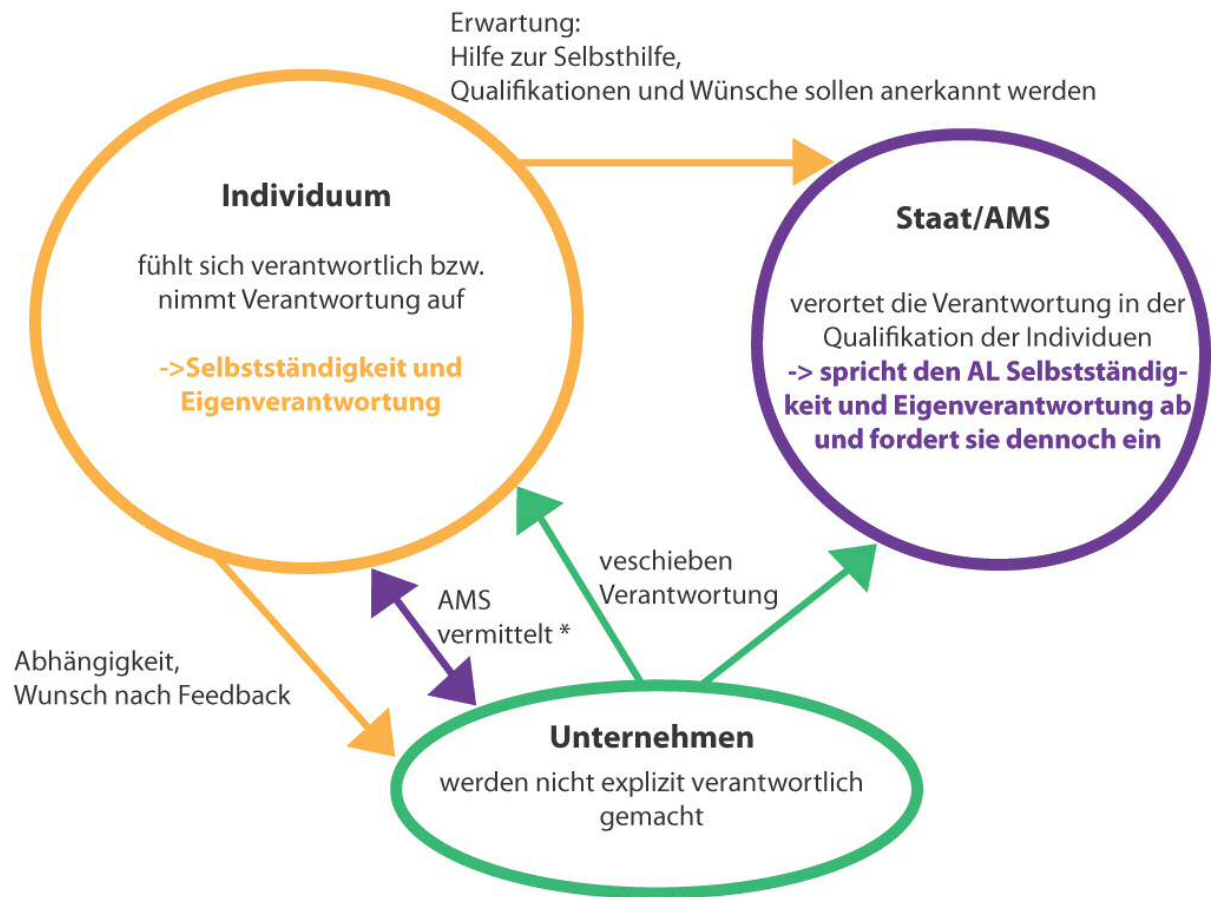 Erwartung:
Hilfe zur Selbsthilfe,
Qualifikationen und Wünsche sollen anerkannt werden
Individuum
fühlt sich verantwortlich bzw.
nimmt Verantwortung auf
->Selbstständigkeit und
Eigenverantwortung
Staat/AMS
verortet die Verantwortung in der
Qualifikation der Individuen
-> spricht den AL Selbstständig-
keit und Eigenverantwortung ab
und fordert sie dennoch ein
veschieben
Verantwortung
AMS
vermittelt *
Abhängigkeit,
Wunsch nach Feedback
Unternehmen
werden nicht explizit verantwortlich
gemacht